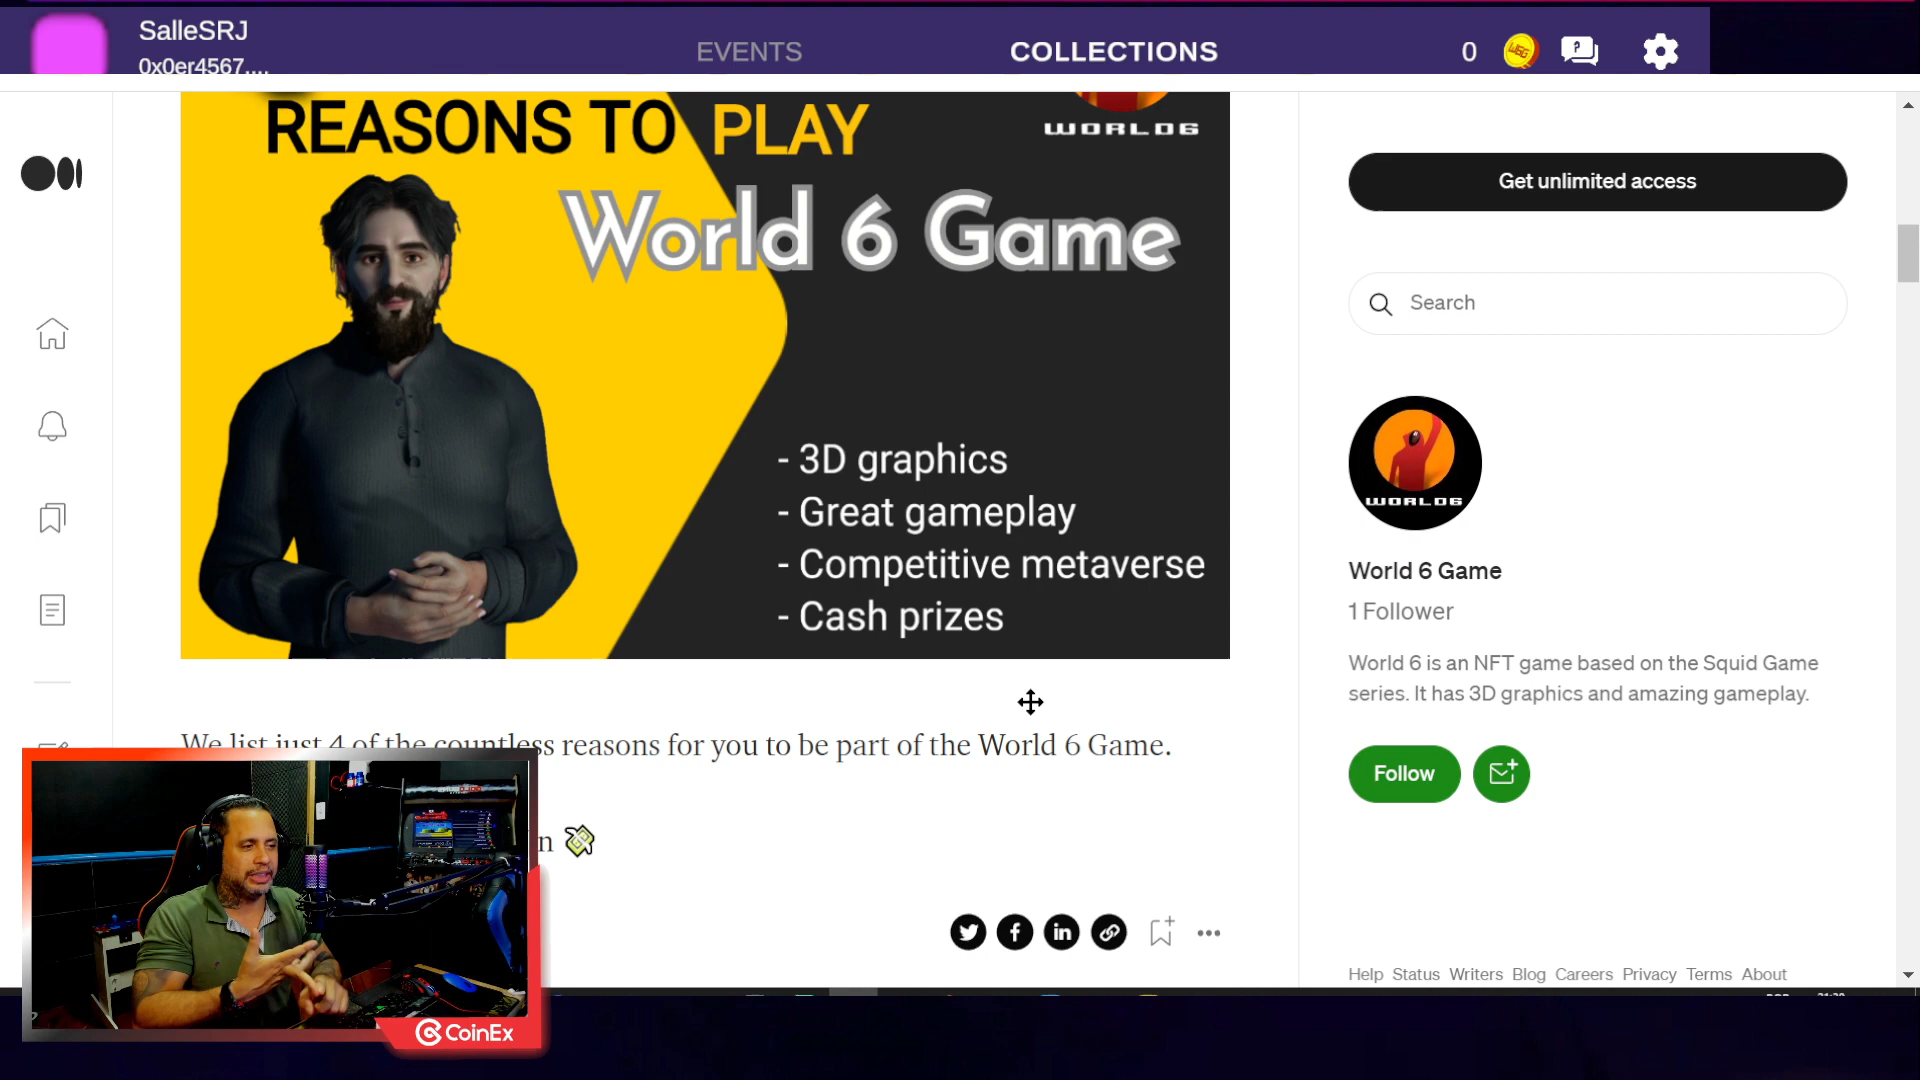 SalleSRJ
0x0er4567....
EVENTS
COLLECTIONS
0
REASONS TO PLAY
WORLD6
World 6 Game
- 3D graphics
- Great gameplay
- Competitive metaverse
- Cash prizes
We list just 4 of the countless reasons for you to be part of the World 6 Game.
Get unlimited access
Search
WORLD6
World 6 Game
1 Follower
World 6 is an NFT game based on the Squid Game
series. It has 3D graphics and amazing gameplay.
Follow
Help Status Writers Blog Careers Privacy Terms About
CoinEx